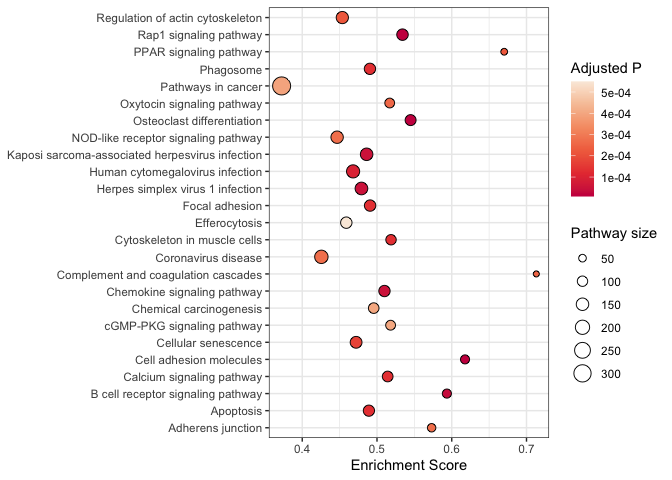 Regulation of actin cytoskeleton
Rap1 signaling pathway
PPAR signaling pathway
Phagosome
Pathways in cancer
Oxytocin signaling pathway
Osteoclast differentiation
NOD-like receptor signaling pathway
Kaposi sarcoma-associated herpesvirus infection
Human cytomegalovirus infection
Herpes simplex virus 1 infection
Focal adhesion
Efferocytosis
Cytoskeleton in muscle cells
Coronavirus disease
Complement and coagulation cascades
Chemokine signaling pathway
Chemical carcinogenesis
cGMP-PKG signaling pathway
Cellular senescence
Cell adhesion molecules
Calcium signaling pathway
B cell receptor signaling pathway
Apoptosis
Adherens junction
0.4 0.5 0.6 0.7
Enrichment Score
Adjusted P
5e-04
4e-04
3e-04
2e-04
1e-04
Pathway size
50
100
150
200
250
300